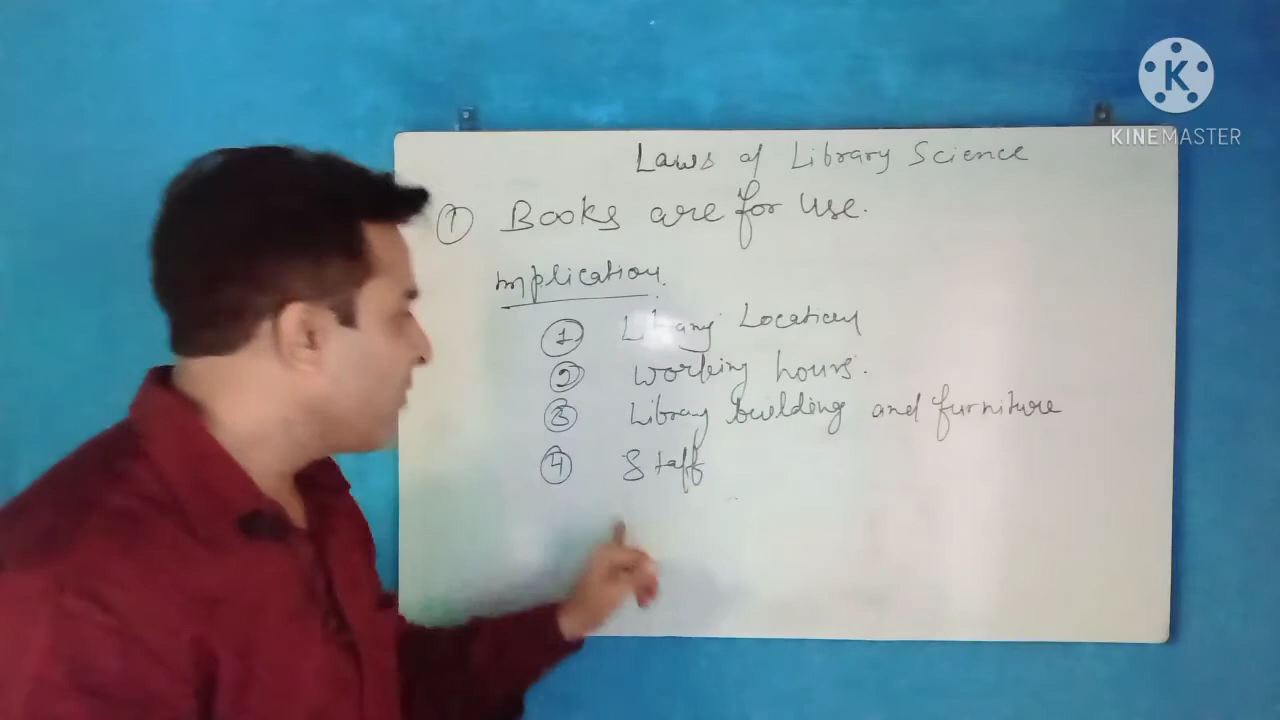 Laws of Library Science
1 Books are for use.
Implication.
1 Library Location
2 Working hours.
3 Library building and furniture
4 Staff
K
KINEMASTER